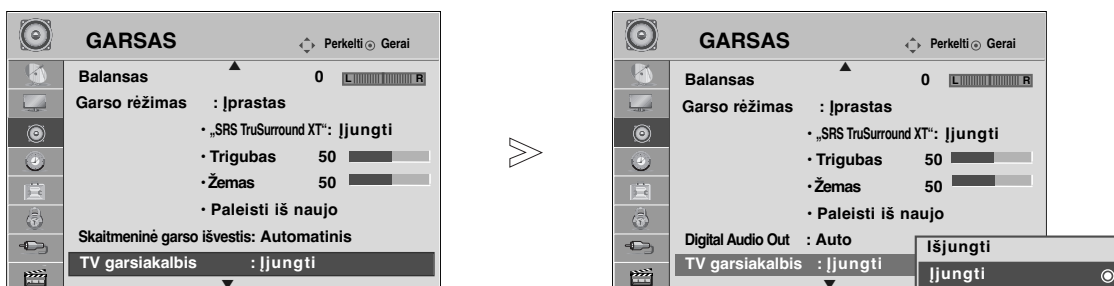 GARSAS Perkelti Gerai
Balansas 0 L R
Garso rėžimas : Įprastas
• „SRS TruSurround XT“: Įjungti
• Trigubas 50
• Žemas 50
• Paleisti iš naujo
Skaitmeninė garso išvestis: Automatinis
TV garsiakalbis : Įjungti
GARSAS Perkelti Gerai
Balansas 0 L R
Garso rėžimas : Įprastas
• „SRS TruSurround XT“: Įjungti
• Trigubas 50
• Žemas 50
• Paleisti iš naujo
Digital Audio Out : Auto
TV garsiakalbis : Įjungti
Išjungti
Įjungti